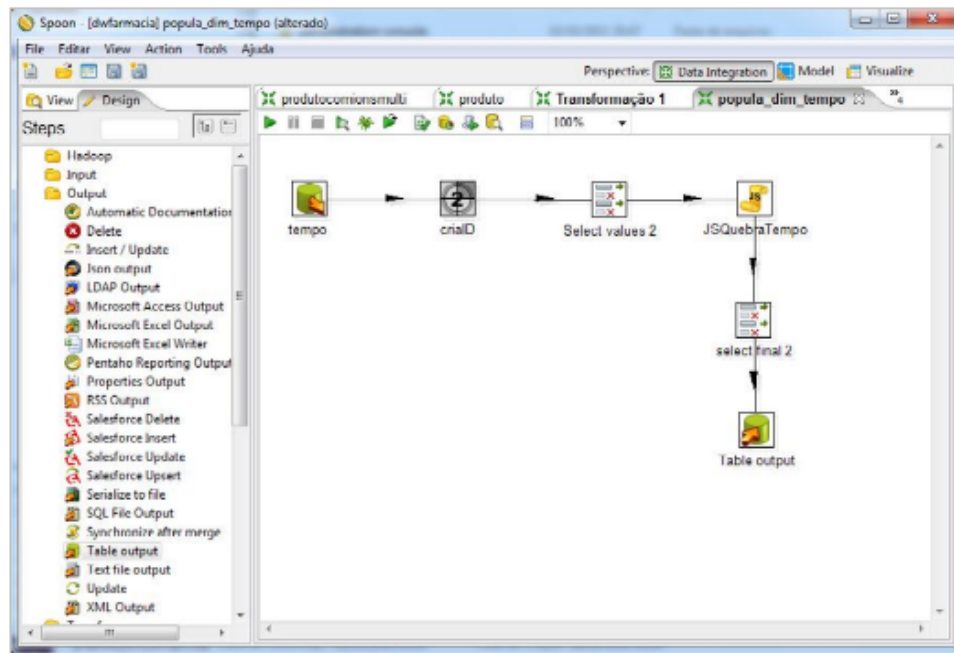 Spoon - [dwfarmacia] popula_dim_tempo (alterado)
File Editar View Action Tools Ajuda
Perspective: Data Integration Model Visualize
View Design
produtocomionsmulti produto Transformação 1 popula_dim_tempo 4
Steps
100%
Hadoop
Input
Output
Automatic Documentation
Delete
Insert / Update
Json output
LDAP Output
Microsoft Access Output
Microsoft Excel Output
Microsoft Excel Writer
Pentaho Reporting Output
Properties Output
RSS Output
Salesforce Delete
Salesforce Insert
Salesforce Update
Salesforce Upsert
Serialize to file
SQL File Output
Synchronize after merge
Table output
Text file output
Update
XML Output
tempo
2
criaID
Select values 2
JS
JSQuebraTempo
select final 2
Table output